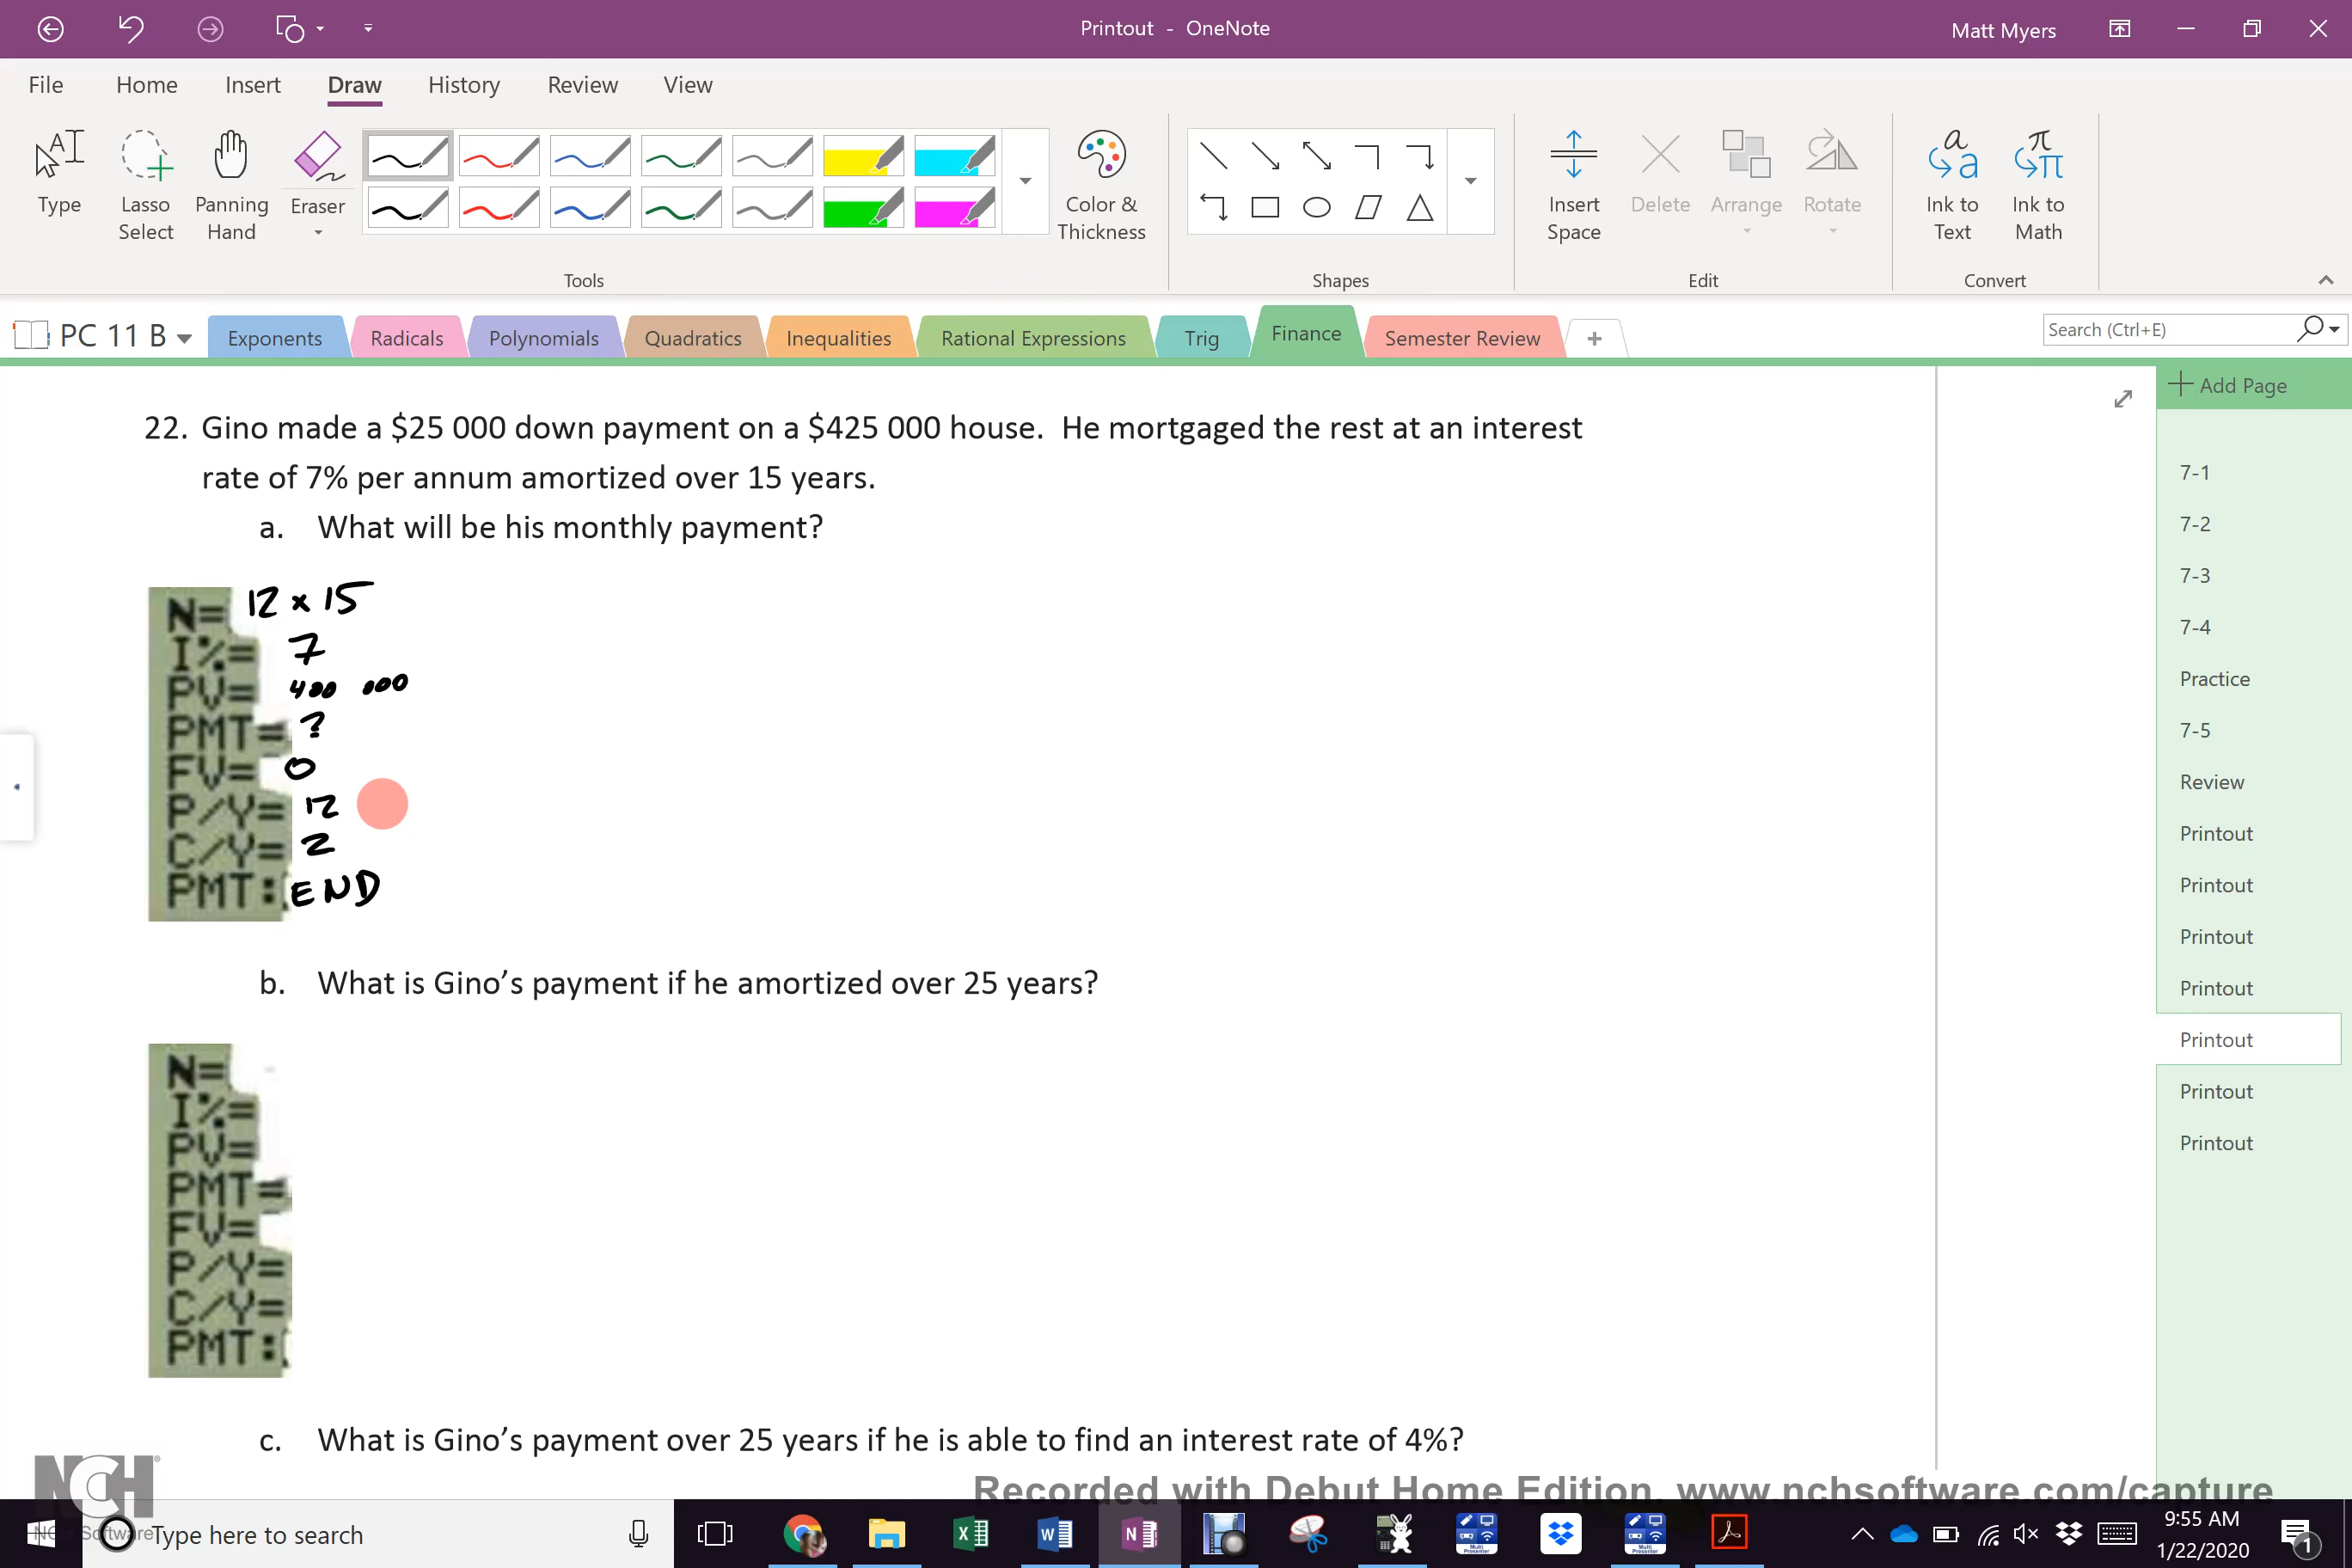 Printout - OneNote
Matt Myers
File Home Insert Draw History Review View
Type
Lasso Select
Panning Hand
Eraser
Color & Thickness
Insert Space
Delete
Arrange
Rotate
Ink to Text
Ink to Math
Tools
Shapes
Edit
Convert
PC 11 B
Exponents Radicals Polynomials Quadratics Inequalities Rational Expressions Trig Finance Semester Review +
Search (Ctrl+E)
Add Page
7-1
7-2
7-3
7-4
Practice
7-5
Review
Printout
Printout
Printout
Printout
Printout
Printout
Printout
22. Gino made a $25 000 down payment on a $425 000 house. He mortgaged the rest at an interest
rate of 7% per annum amortized over 15 years.
a. What will be his monthly payment?
N= 12 x 15
I%= 7
PV= 400 000
PMT= ?
FV= 0
P/Y= 12
C/Y= 2
PMT: END
b. What is Gino's payment if he amortized over 25 years?
N=
I%=
PV=
PMT=
FV=
P/Y=
C/Y=
PMT:
c. What is Gino's payment over 25 years if he is able to find an interest rate of 4%?
NCH
NCH Software
Recorded with Debut Home Edition. www.nchsoftware.com/capture
Type here to search
9:55 AM
1/22/2020
1